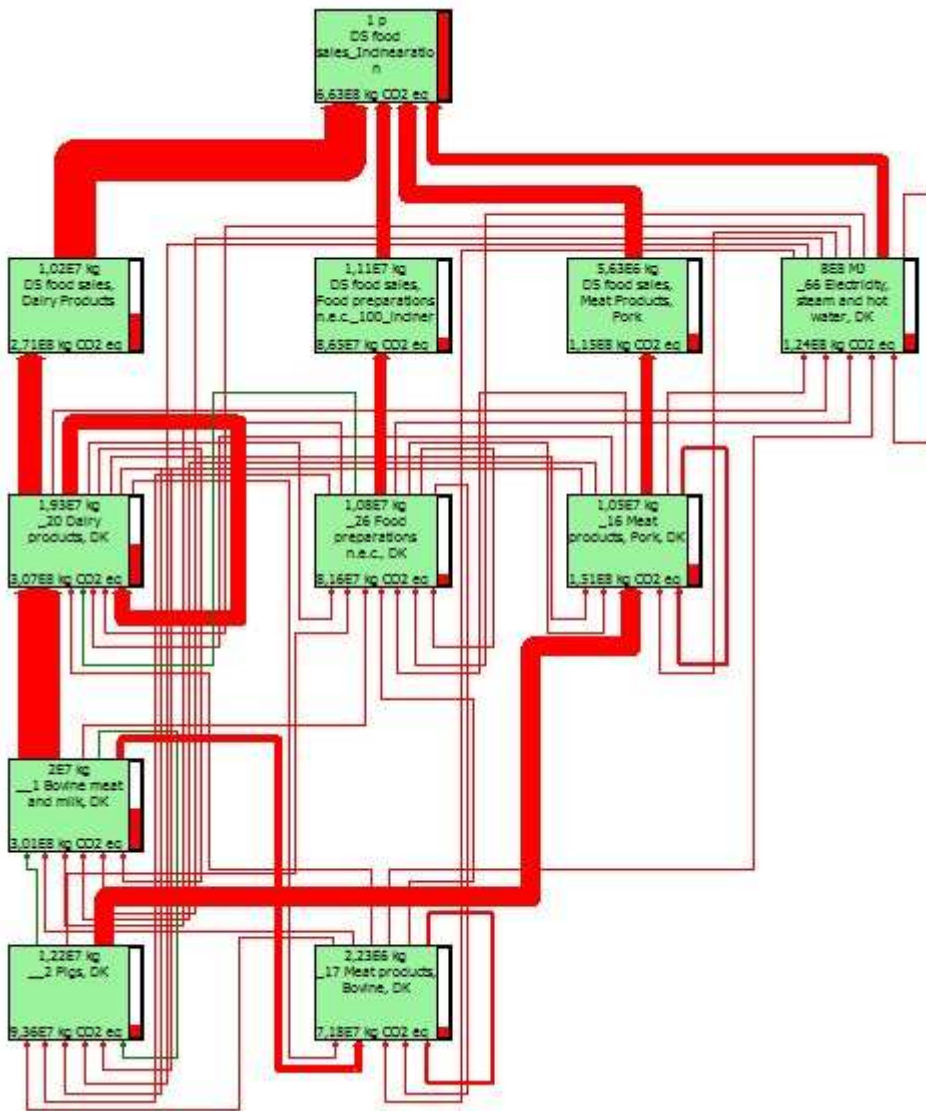 1 p
DS food
sales_Incinearatio
n
6,63E8 kg CO2 eq
1,02E7 kg
DS food sales,
Dairy Products
2,71E8 kg CO2 eq
1,11E7 kg
DS food sales,
Food preparations
n.e.c._100_Inciner
8,65E7 kg CO2 eq
5,63E6 kg
DS food sales,
Meat Products,
Pork
1,15E8 kg CO2 eq
8E8 MJ
_66 Electricity,
steam and hot
water, DK
1,24E8 kg CO2 eq
1,93E7 kg
_20 Dairy
products, DK
3,07E8 kg CO2 eq
1,08E7 kg
_26 Food
preparations
n.e.c., DK
8,16E7 kg CO2 eq
1,05E7 kg
_16 Meat
products, Pork, DK
1,51E8 kg CO2 eq
2E7 kg
__1 Bovine meat
and milk, DK
3,01E8 kg CO2 eq
1,22E7 kg
__2 Pigs, DK
9,36E7 kg CO2 eq
2,23E6 kg
_17 Meat products,
Bovine, DK
7,18E7 kg CO2 eq